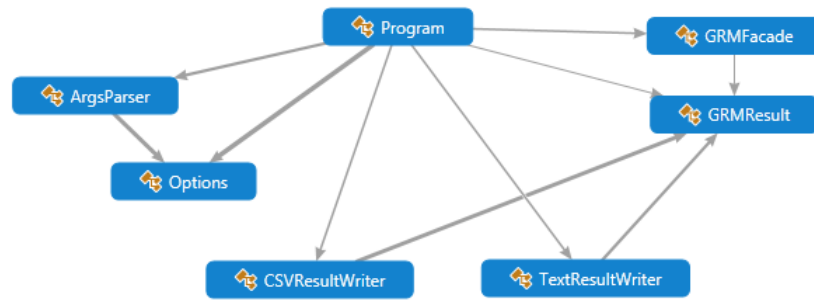 Program
GRMFacade
ArgsParser
GRMResult
Options
CSVResultWriter
TextResultWriter